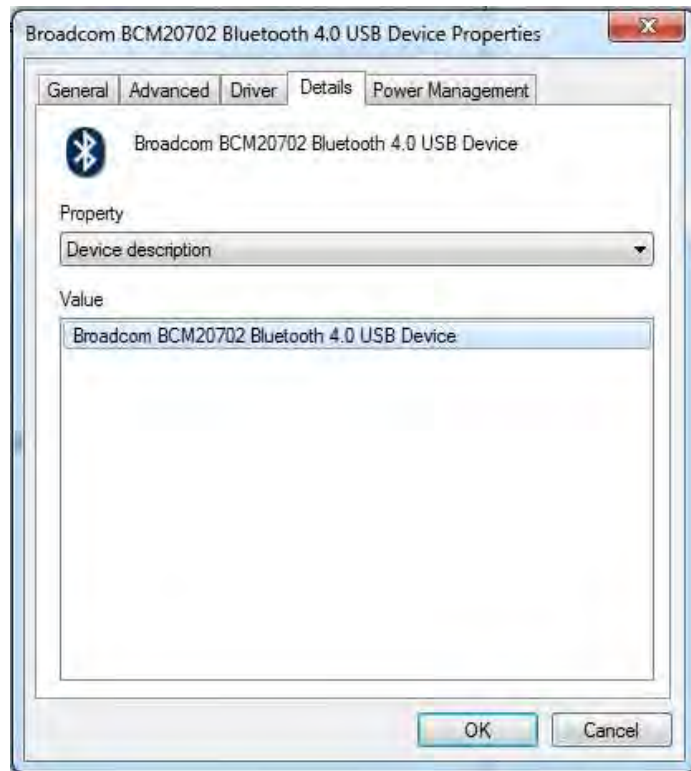 Broadcom BCM20702 Bluetooth 4.0 USB Device Properties
General Advanced Driver Details Power Management
Broadcom BCM20702 Bluetooth 4.0 USB Device
Property
Device description
Value
Broadcom BCM20702 Bluetooth 4.0 USB Device
OK Cancel